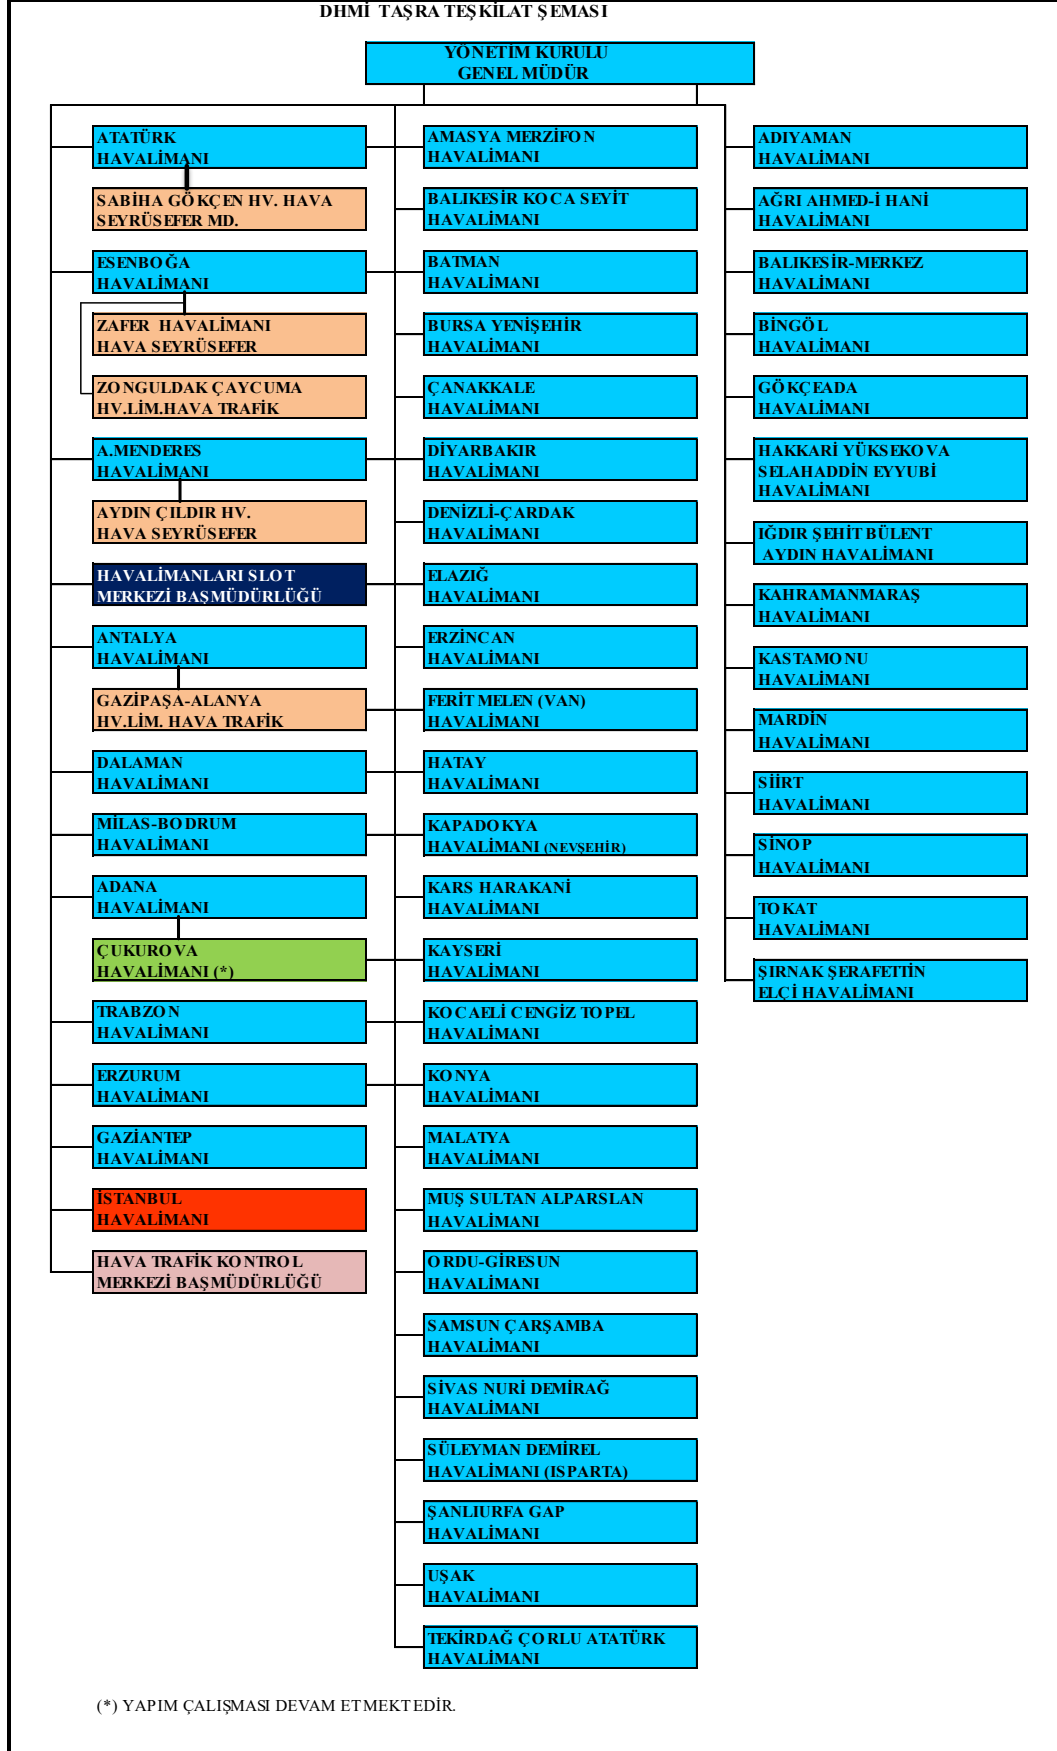 DHMİ TAŞRA TEŞKİLAT ŞEMASI
YÖNETİM KURULU
GENEL MÜDÜR
ATATÜRK
HAVALİMANI
SABİHA GÖKÇEN HV. HAVA
SEYRÜSEFER MD.
ESENBOĞA
HAVALİMANI
ZAFER HAVALİMANI
HAVA SEYRÜSEFER
ZONGULDAK ÇAYCUMA
HV.LİM.HAVA TRAFİK
A.MENDERES
HAVALİMANI
AYDIN ÇILDIR HV.
HAVA SEYRÜSEFER
HAVALİMANLARI SLOT
MERKEZİ BAŞMÜDÜRLÜĞÜ
ANTALYA
HAVALİMANI
GAZİPAŞA-ALANYA
HV.LİM. HAVA TRAFİK
DALAMAN
HAVALİMANI
MİLAS-BODRUM
HAVALİMANI
ADANA
HAVALİMANI
ÇUKUROVA
HAVALİMANI (*)
TRABZON
HAVALİMANI
ERZURUM
HAVALİMANI
GAZİANTEP
HAVALİMANI
İSTANBUL
HAVALİMANI
HAVA TRAFİK KONTROL
MERKEZİ BAŞMÜDÜRLÜĞÜ
AMASYA MERZİFON
HAVALİMANI
BALIKESİR KOCA SEYİT
HAVALİMANI
BATMAN
HAVALİMANI
BURSA YENİŞEHİR
HAVALİMANI
ÇANAKKALE
HAVALİMANI
DİYARBAKIR
HAVALİMANI
DENİZLİ-ÇARDAK
HAVALİMANI
ELAZIĞ
HAVALİMANI
ERZİNCAN
HAVALİMANI
FERİT MELEN (VAN)
HAVALİMANI
HATAY
HAVALİMANI
KAPADOKYA
HAVALİMANI (NEVŞEHİR)
KARS HARAKANİ
HAVALİMANI
KAYSERİ
HAVALİMANI
KOCAELİ CENGİZ TOPEL
HAVALİMANI
KONYA
HAVALİMANI
MALATYA
HAVALİMANI
MUŞ SULTAN ALPARSLAN
HAVALİMANI
ORDU-GİRESUN
HAVALİMANI
SAMSUN ÇARŞAMBA
HAVALİMANI
SİVAS NURİ DEMİRAĞ
HAVALİMANI
SÜLEYMAN DEMİREL
HAVALİMANI (ISPARTA)
ŞANLIURFA GAP
HAVALİMANI
UŞAK
HAVALİMANI
TEKİRDAĞ ÇORLU ATATÜRK
HAVALİMANI
ADIYAMAN
HAVALİMANI
AĞRI AHMED-İ HANİ
HAVALİMANI
BALIKESİR-MERKEZ
HAVALİMANI
BİNGÖL
HAVALİMANI
GÖKÇEADA
HAVALİMANI
HAKKARİ YÜKSEKOVA
SELAHADDİN EYYUBİ
HAVALİMANI
IĞDIR ŞEHİT BÜLENT
AYDIN HAVALİMANI
KAHRAMANMARAŞ
HAVALİMANI
KASTAMONU
HAVALİMANI
MARDİN
HAVALİMANI
SİİRT
HAVALİMANI
SİNOP
HAVALİMANI
TOKAT
HAVALİMANI
ŞIRNAK ŞERAFETTİN
ELÇİ HAVALİMANI
(*) YAPIM ÇALIŞMASI DEVAM ETMEKTEDİR.